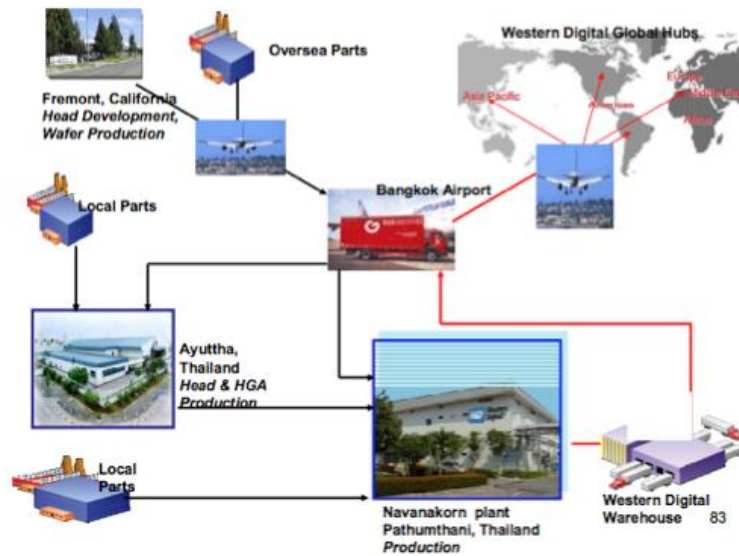 Oversea Parts
Western Digital Global Hubs
Fremont, California
Head Development,
Wafer Production
Asia Pacific
Europe
Africa
Bangkok Airport
Local Parts
Ayuttha,
Thailand
Head & HGA
Production
Local
Parts
Navanakorn plant
Pathumthani, Thailand
Production
Western Digital
Warehouse 83